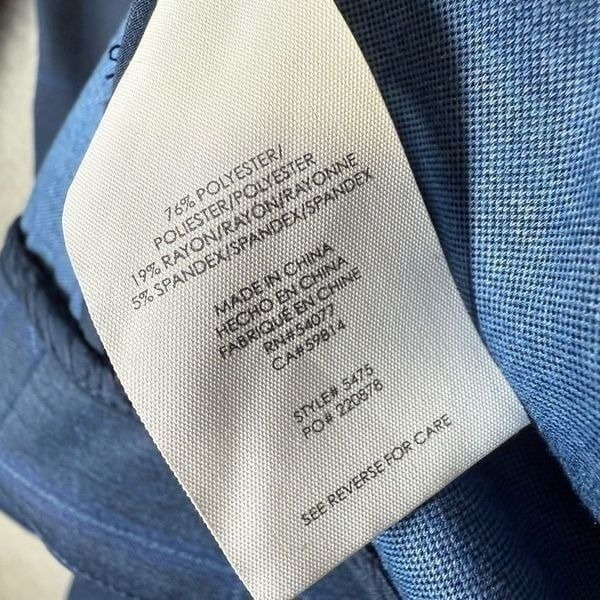 76% POLYESTER/
POLIESTER/POLYESTER
19% RAYON/RAYON/RAYONNE
5% SPANDEX/SPANDEX/SPANDEX
MADE IN CHINA
HECHO EN CHINA
FABRIQUÉ EN CHINE
RN#54077
CA#59814
STYLE# 5475
PO# 220878
SEE REVERSE FOR CARE